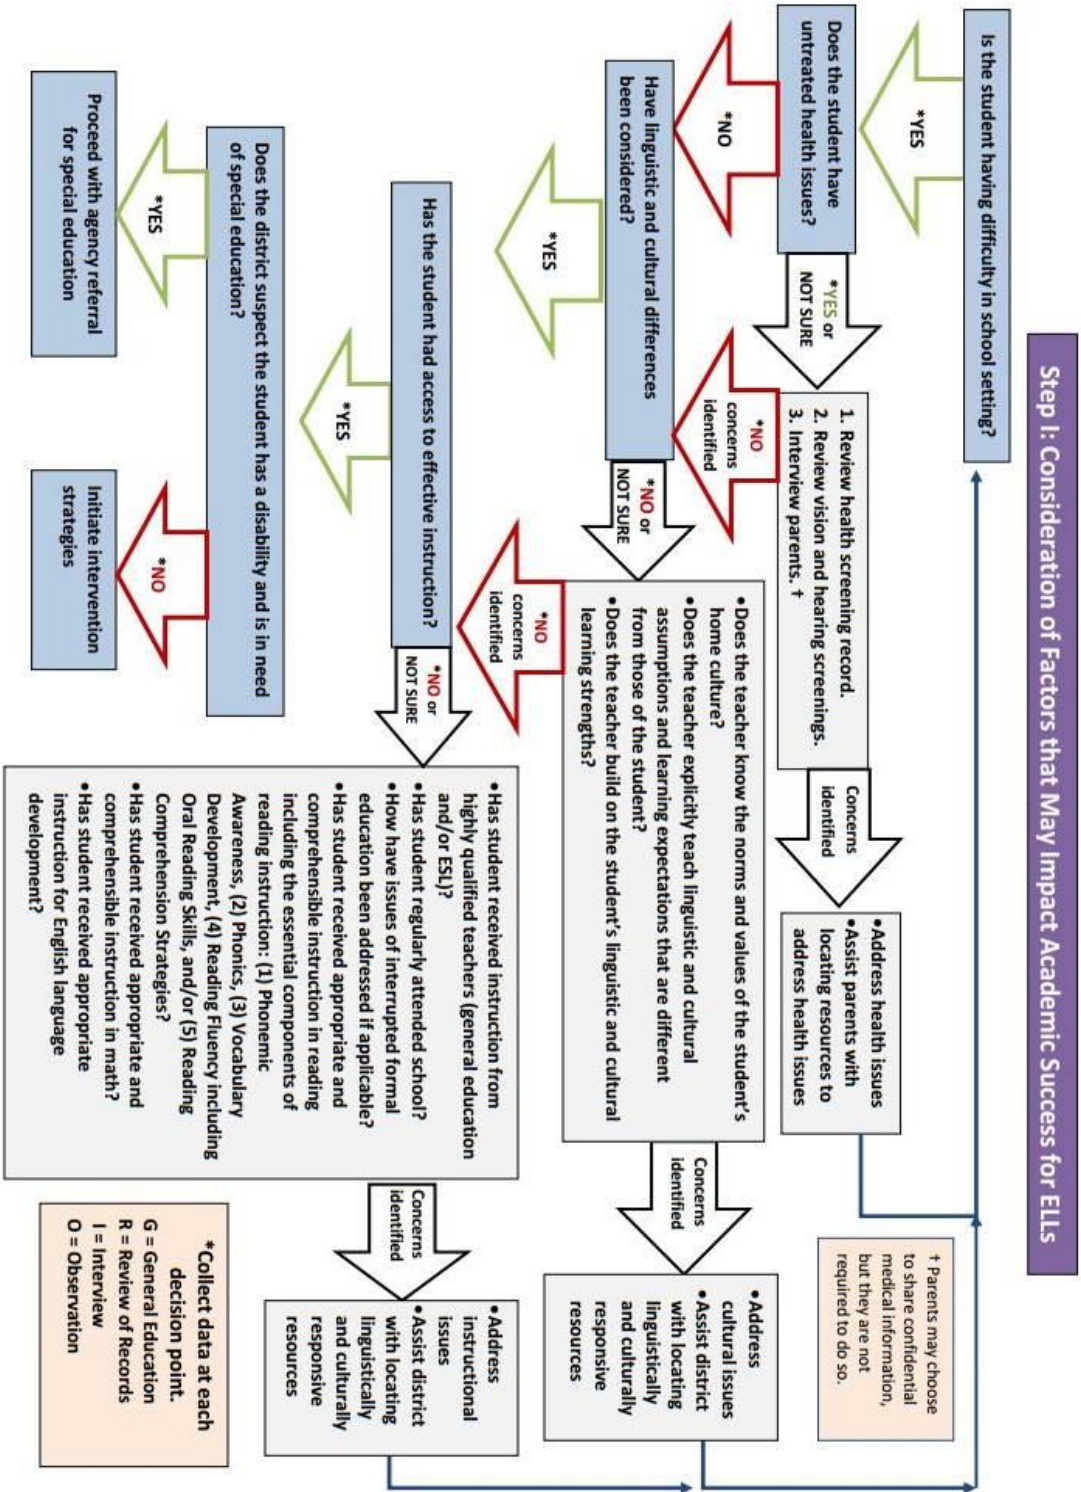 Step I: Consideration of Factors that May Impact Academic Success for ELLs
Is the student having difficulty in school setting?
*YES
Does the student have
untreated health issues?
*YES or
NOT SURE
1. Review health screening record.
2. Review vision and hearing screenings.
3. Interview parents. †
Concerns
identified
•Address health issues
•Assist parents with
locating resources to
address health issues
† Parents may choose
to share confidential
medical information,
but they are not
required to do so.
*NO
*NO
concerns
identified
Have linguistic and cultural differences
been considered?
*NO or
NOT SURE
•Does the teacher know the norms and values of the student's
home culture?
•Does the teacher explicitly teach linguistic and cultural
assumptions and learning expectations that are different
from those of the student?
•Does the teacher build on the student's linguistic and cultural
learning strengths?
Concerns
identified
•Address
cultural issues
•Assist district
with locating
linguistically
and culturally
responsive
resources
*YES
*NO
concerns
identified
Has the student had access to effective instruction?
*NO or
NOT SURE
•Has student received instruction from
highly qualified teachers (general education
and/or ESL)?
•Has student regularly attended school?
•How have issues of interrupted formal
education been addressed if applicable?
•Has student received appropriate and
comprehensible instruction in reading
including the essential components of
reading instruction: (1) Phonemic
Awareness, (2) Phonics, (3) Vocabulary
Development, (4) Reading Fluency including
Oral Reading Skills, and/or (5) Reading
Comprehension Strategies?
•Has student received appropriate and
comprehensible instruction in math?
•Has student received appropriate
instruction for English language
development?
Concerns
identified
•Address
instructional
issues
•Assist district
with locating
linguistically
and culturally
responsive
resources
*YES
Does the district suspect the student has a disability and is in need
of special education?
*YES
*NO
Proceed with agency referral
for special education
Initiate intervention
strategies
*Collect data at each
decision point.
G = General Education
R = Review of Records
I = Interview
O = Observation